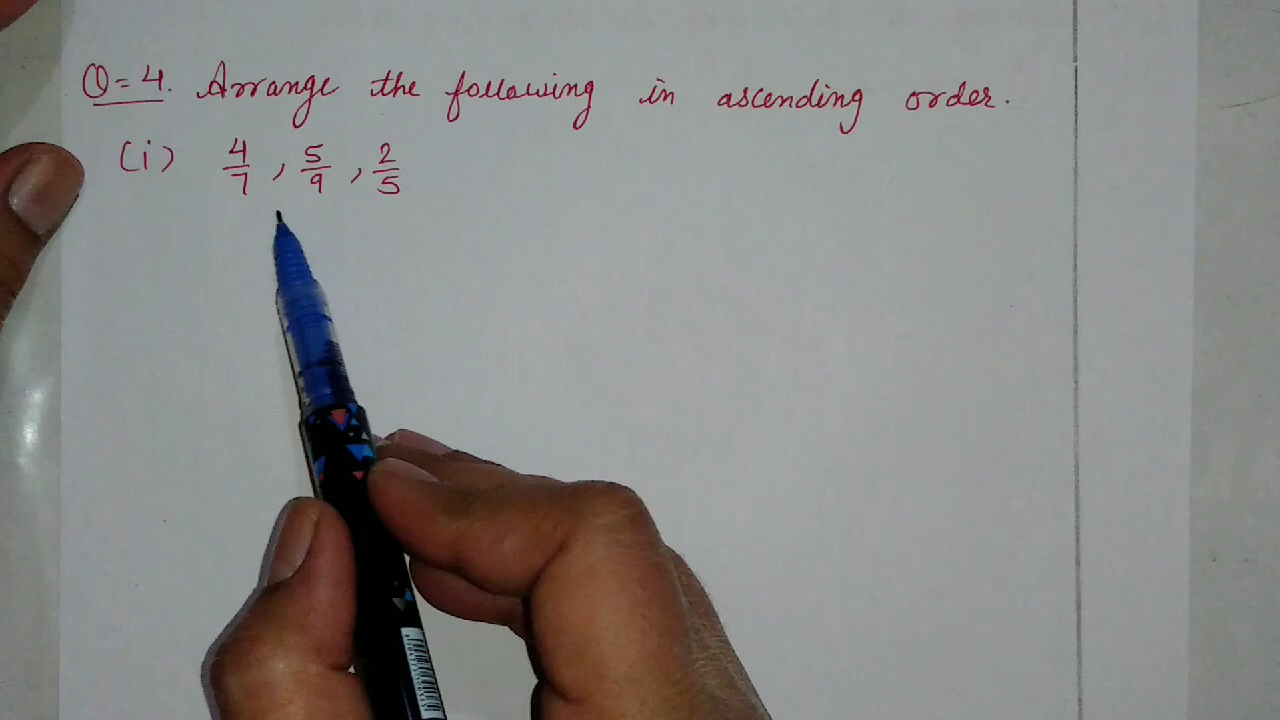 Q=4. Arrange the following in ascending order.
(i) 4/7, 5/9, 2/5